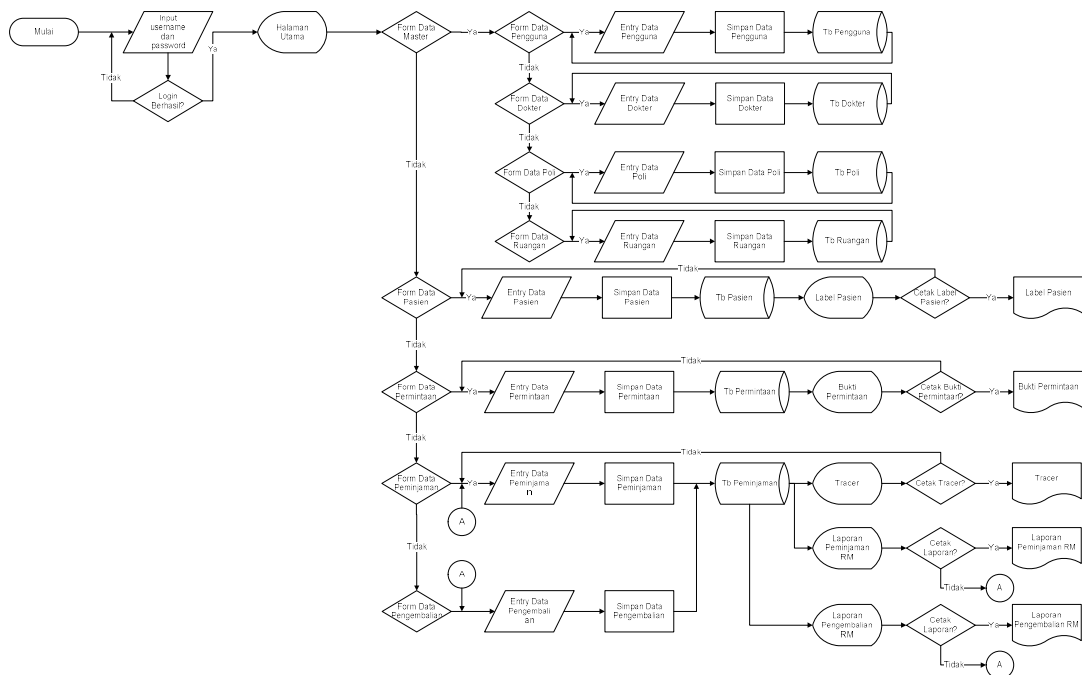 Mulai
Input
username
dan
password
Ya
Tidak
Login
Berhasil?
Halaman
Utama
Form Data
Master
Ya
Form Data
Pengguna
Ya
Entry Data
Pengguna
Simpan Data
Pengguna
Tb Pengguna
Tidak
Form Data
Dokter
Ya
Entry Data
Dokter
Simpan Data
Dokter
Tb Dokter
Tidak
Tidak
Form Data Poli
Ya
Entry Data
Poli
Simpan Data Poli
Tb Poli
Tidak
Form Data
Ruangan
Ya
Entry Data
Ruangan
Simpan Data
Ruangan
Tb Ruangan
Tidak
Form Data
Pasien
Ya
Entry Data
Pasien
Simpan Data
Pasien
Tb Pasien
Label Pasien
Cetak Label
Pasien?
Ya
Label Pasien
Tidak
Tidak
Form Data
Permintaan
Ya
Entry Data
Permintaan
Simpan Data
Permintaan
Tb Permintaan
Bukti
Permintaan
Cetak Bukti
Permintaan?
Ya
Bukti Permintaan
Tidak
Tidak
Form Data
Peminjaman
Ya
Entry Data
Peminjama
n
Simpan Data
Peminjaman
Tb Peminjaman
Tracer
Cetak Tracer?
Ya
Tracer
A
Laporan
Peminjaman
RM
Cetak
Laporan?
Ya
Laporan
Peminjaman RM
Tidak
A
Tidak
A
Form Data
Pengembalian
Entry Data
Pengembali
an
Simpan Data
Pengembalian
Laporan
Pengembalian
RM
Cetak
Laporan?
Ya
Laporan
Pengembalian RM
Tidak
A